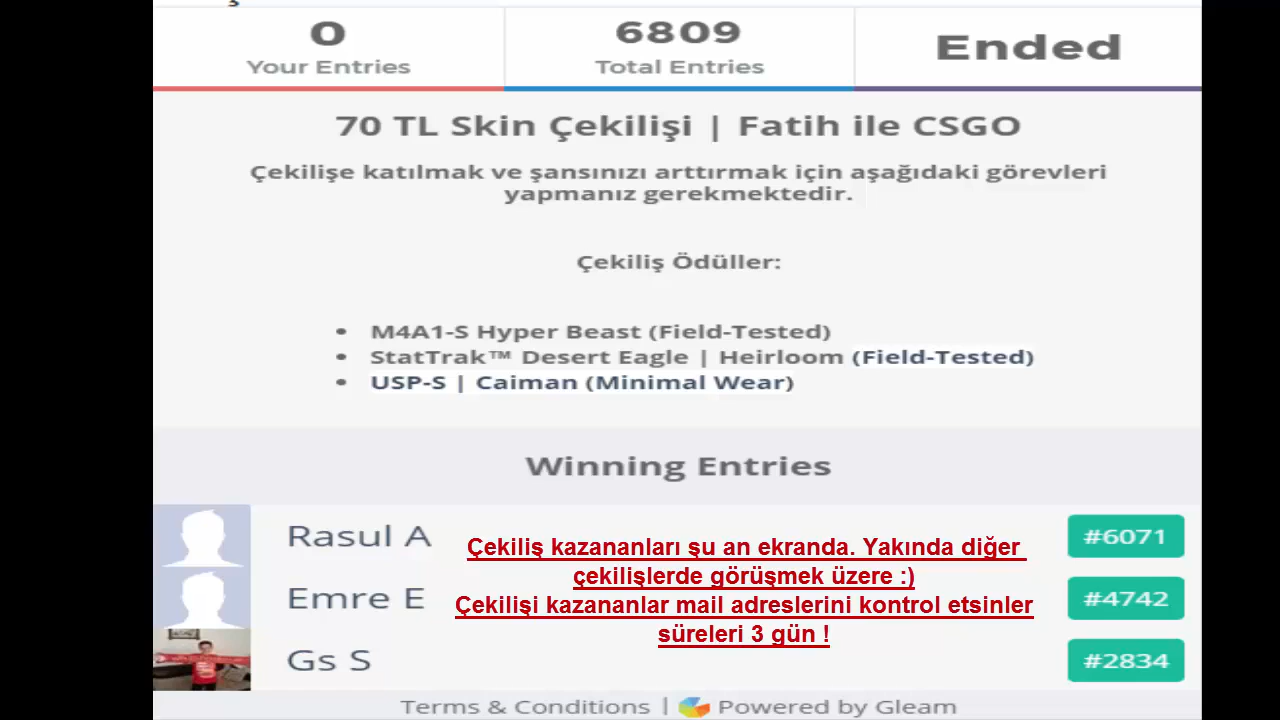 0
Your Entries
6809
Total Entries
Ended
70 TL Skin Çekilişi | Fatih ile CSGO
Çekilişe katılmak ve şansınızı arttırmak için aşağıdaki görevleri
yapmanız gerekmektedir.
Çekiliş Ödüller:
• M4A1-S Hyper Beast (Field-Tested)
• StatTrak™ Desert Eagle | Heirloom (Field-Tested)
• USP-S | Caiman (Minimal Wear)
Winning Entries
Rasul A
#6071
Emre E
#4742
Gs S
#2834
Çekiliş kazananları şu an ekranda. Yakında diğer
çekilişlerde görüşmek üzere :)
Çekilişi kazananlar mail adreslerini kontrol etsinler
süreleri 3 gün !
Terms & Conditions | Powered by Gleam